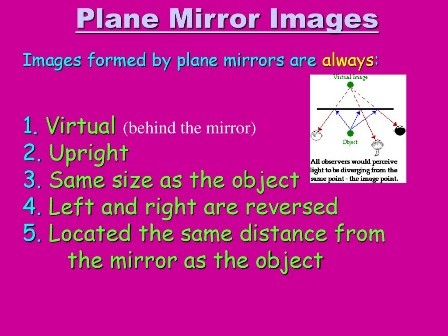 Plane Mirror Images
Images formed by plane mirrors are always:
Virtual Image
Object
All observers would perceive
light to be diverging from the
same point - the image point.
1. Virtual (behind the mirror)
2. Upright
3. Same size as the object
4. Left and right are reversed
5. Located the same distance from
the mirror as the object